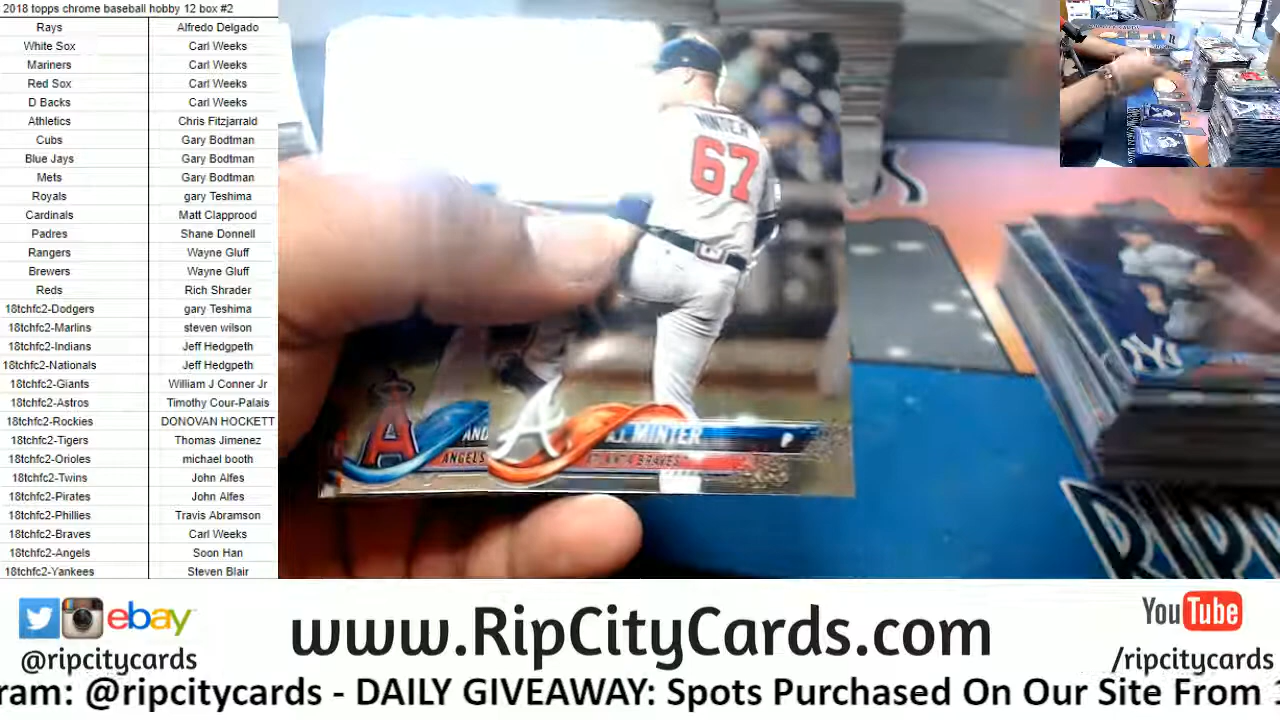 2018 topps chrome baseball hobby 12 box #2
Rays Alfredo Delgado
White Sox Carl Weeks
Mariners Carl Weeks
Red Sox Carl Weeks
D Backs Carl Weeks
Athletics Chris Fitzjarrald
Cubs Gary Bodtman
Blue Jays Gary Bodtman
Mets Gary Bodtman
Royals gary Teshima
Cardinals Matt Clapprood
Padres Shane Donnell
Rangers Wayne Gluff
Brewers Wayne Gluff
Reds Rich Shrader
18tchfc2-Dodgers gary Teshima
18tchfc2-Marlins steven wilson
18tchfc2-Indians Jeff Hedgpeth
18tchfc2-Nationals Jeff Hedgpeth
18tchfc2-Giants William J Conner Jr
18tchfc2-Astros Timothy Cour-Palais
18tchfc2-Rockies DONOVAN HOCKETT
18tchfc2-Tigers Thomas Jimenez
18tchfc2-Orioles michael booth
18tchfc2-Twins John Alfes
18tchfc2-Pirates John Alfes
18tchfc2-Phillies Travis Abramson
18tchfc2-Braves Carl Weeks
18tchfc2-Angels Soon Han
18tchfc2-Yankees Steven Blair
MINTER
67
A
AND
ANGELS
A
A.J. MINTER P
BRAVES
NY
RIP
ebay
@ripcitycards
www.RipCityCards.com
YouTube
/ripcitycards
ram: @ripcitycards - DAILY GIVEAWAY: Spots Purchased On Our Site From